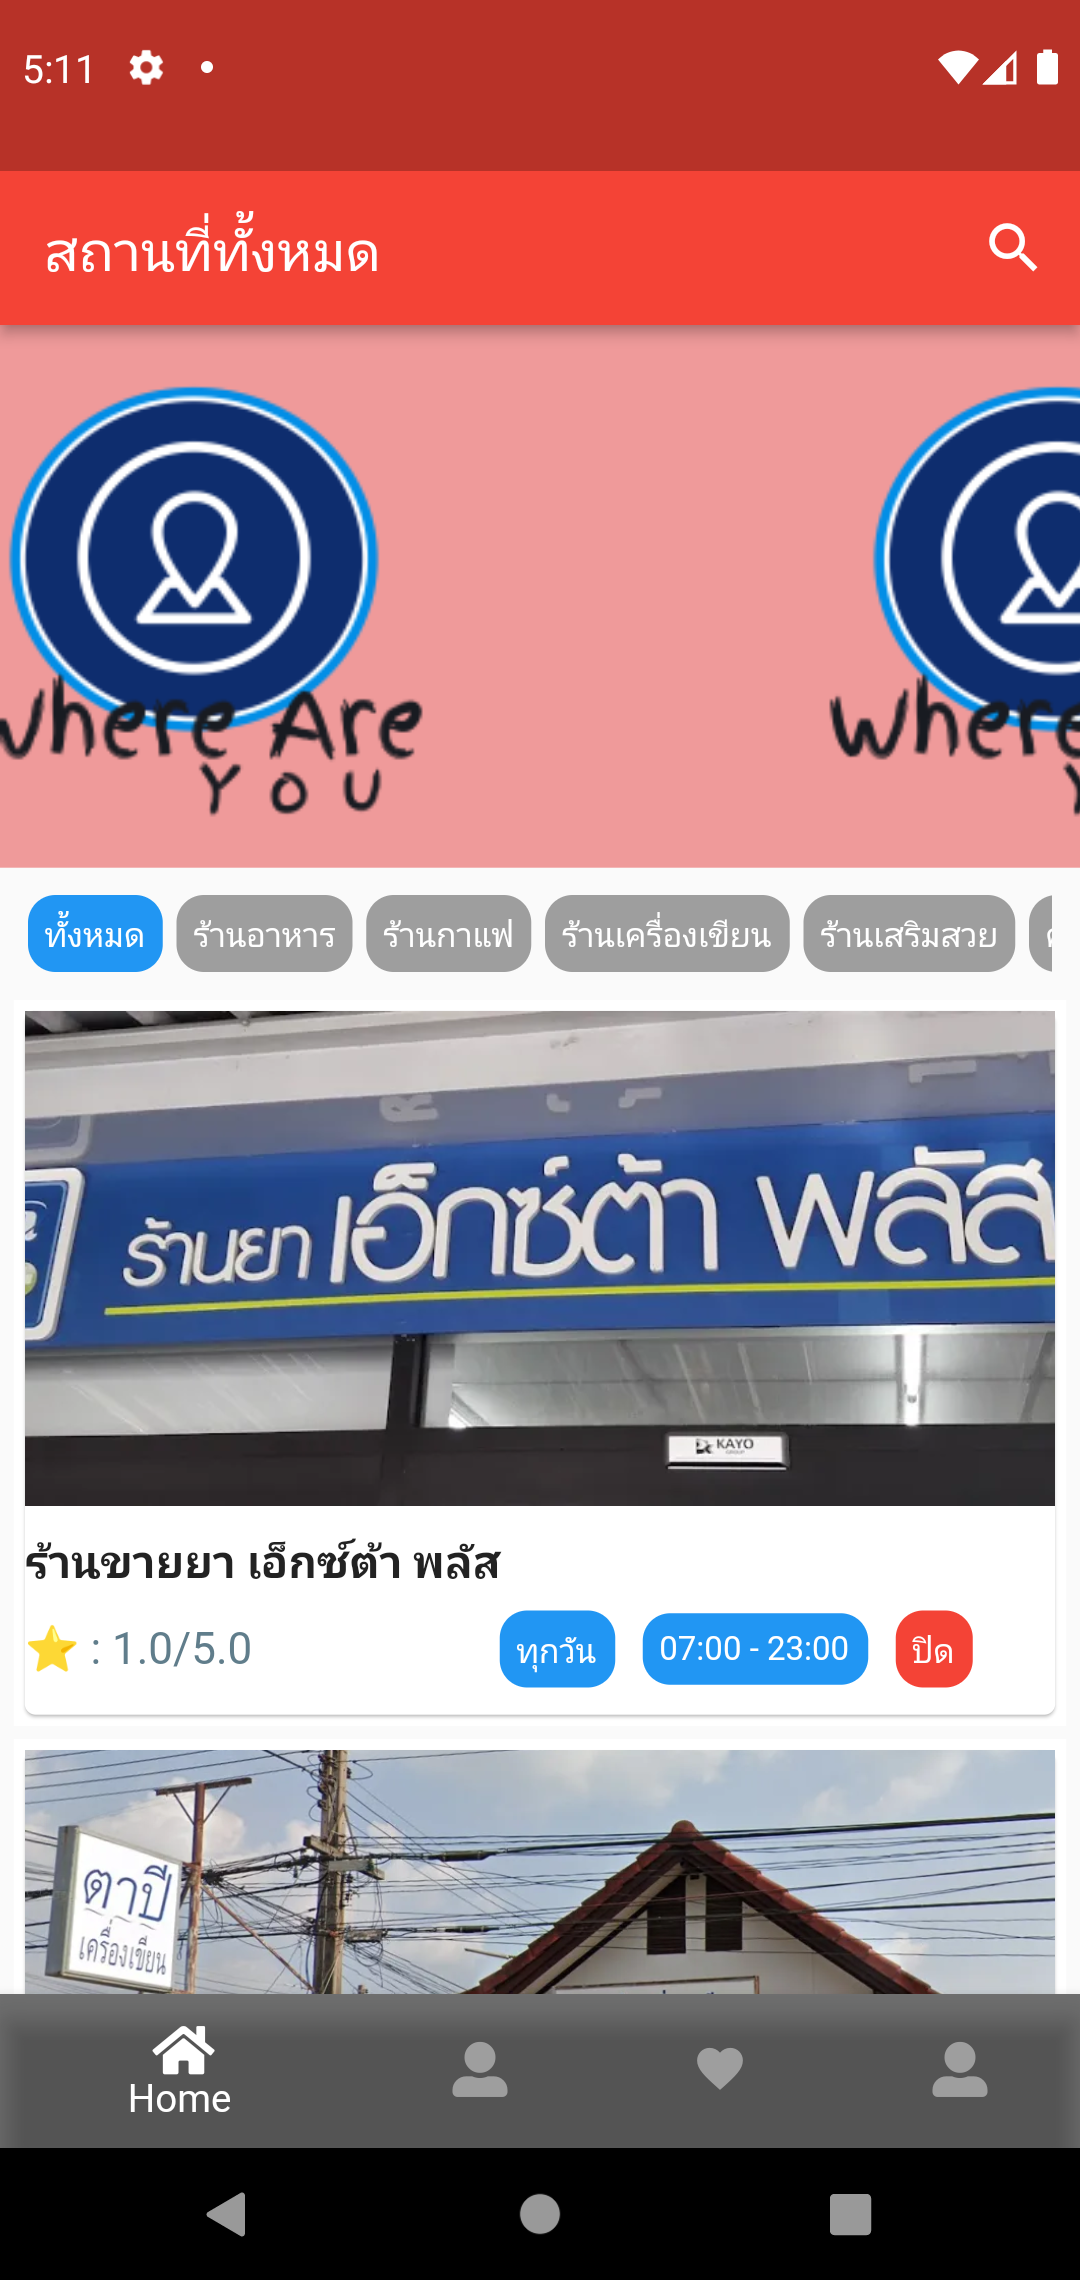 5:11
สถานที่ทั้งหมด
Where Are
YOU
Where
ทั้งหมด ร้านอาหาร ร้านกาแฟ ร้านเครื่องเขียน ร้านเสริมสวย
ร้านยา เอ็กซ์ต้า พลัส
KAYO
ร้านขายยา เอ็กซ์ต้า พลัส
: 1.0/5.0 ทุกวัน 07:00 - 23:00 ปิด
ตาปี
เครื่องเขียน
Home